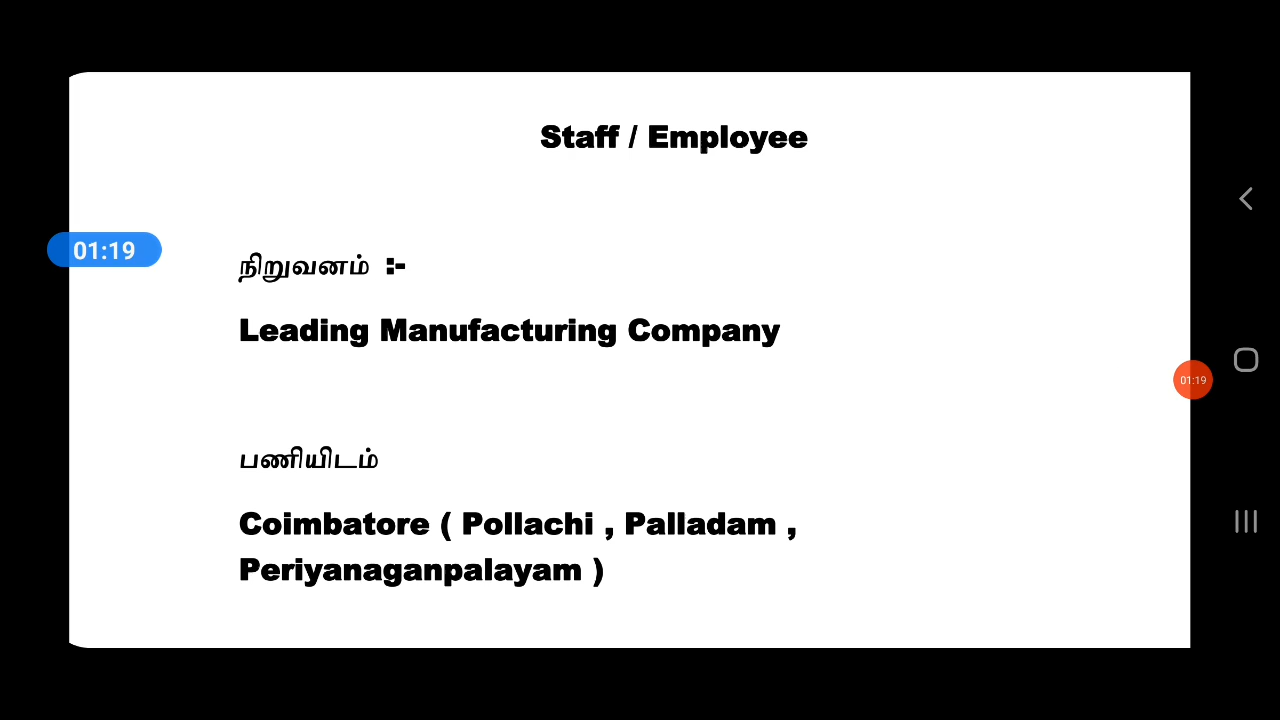 Staff / Employee
01:19
நிறுவனம் :-
Leading Manufacturing Company
01:19
பணியிடம்
Coimbatore ( Pollachi , Palladam ,
Periyanaganpalayam )